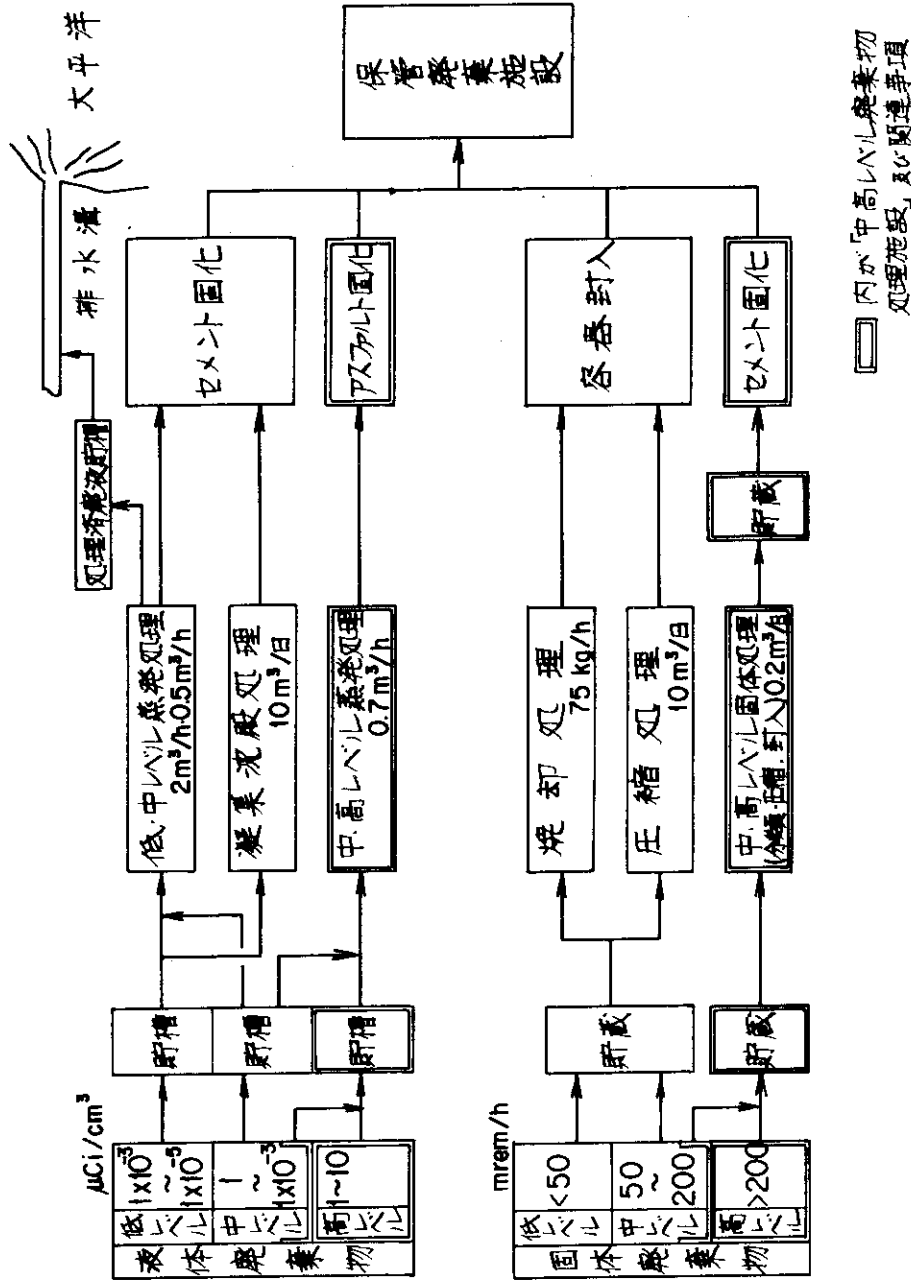 μCi/cm³
液体廃棄物
低レベル
1x10⁻³
~
1x10⁻⁵
中レベル
1
~
1x10⁻³
高レベル
1~10
貯槽
貯槽
貯槽
低・中レベル蒸発処理
2m³/h・0.5m³/h
凝集沈殿処理
10m³/日
中・高レベル蒸発処理
0.7m³/h
処理済廃液貯槽
排水溝
大平洋
セメント固化
アスファルト固化
mrem/h
固体廃棄物
低レベル
<50
中レベル
50
~
200
高レベル
>200
貯蔵
貯蔵
焼却処理
75kg/h
圧縮処理
10m³/日
中・高レベル固体処理
(分類・圧縮・封入)0.2m³/日
貯蔵
容器封入
セメント固化
保管廃棄施設
内が「中高レベル廃棄物
処理施設」及び関連事項